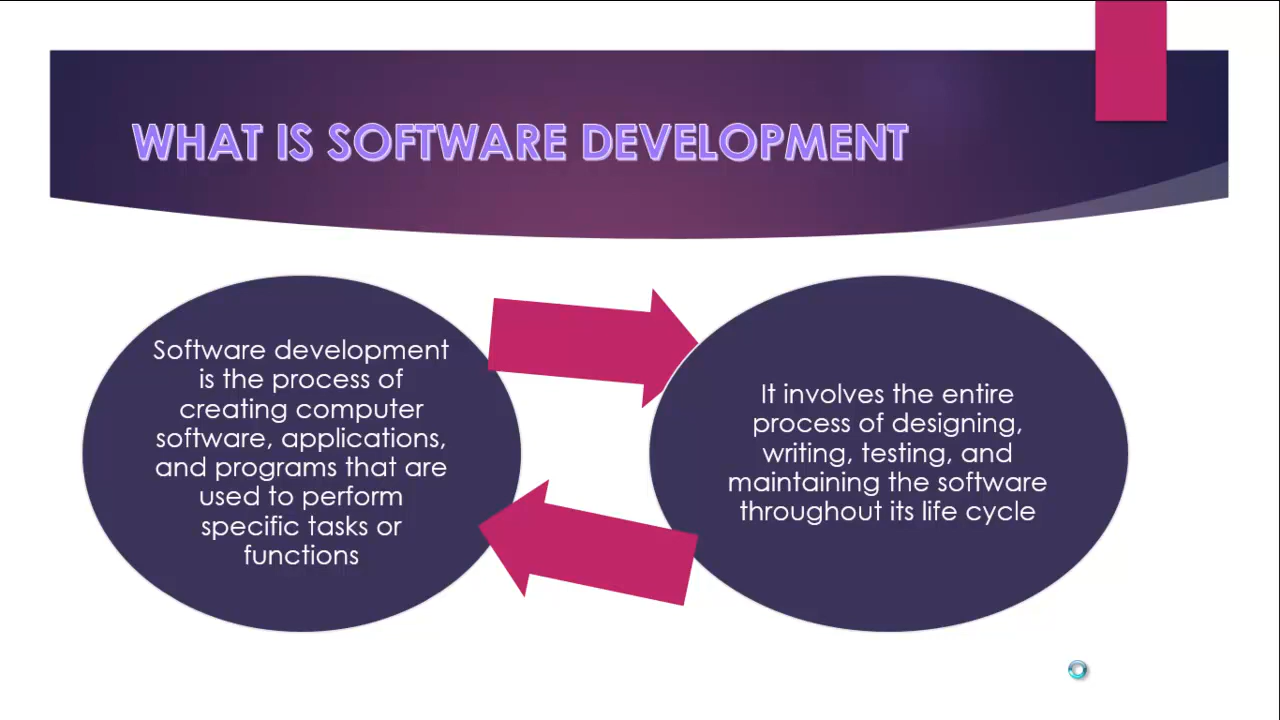 WHAT IS SOFTWARE DEVELOPMENT
Software development
is the process of
creating computer
software, applications,
and programs that are
used to perform
specific tasks or
functions
It involves the entire
process of designing,
writing, testing, and
maintaining the software
throughout its life cycle